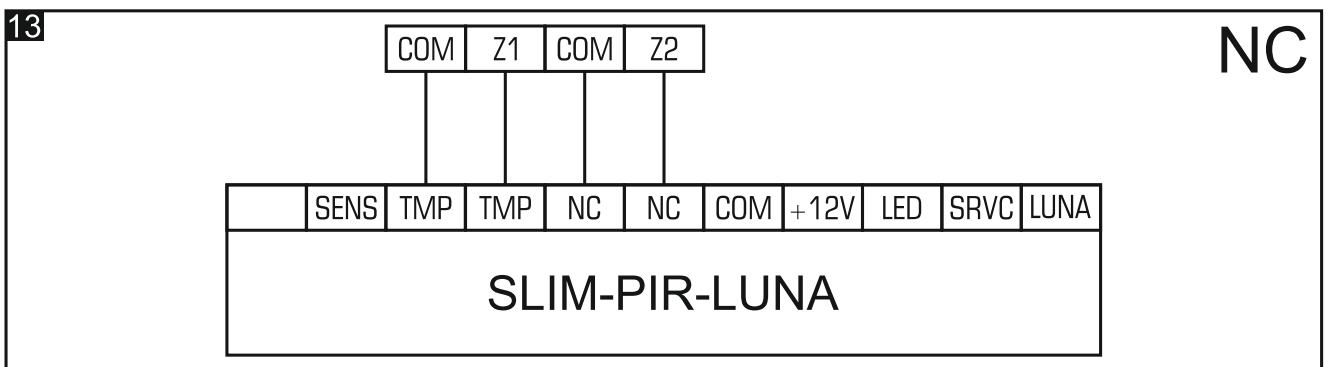 13
NC
COM Z1 COM Z2
SENS TMP TMP NC NC COM +12V LED SRVC LUNA
SLIM-PIR-LUNA